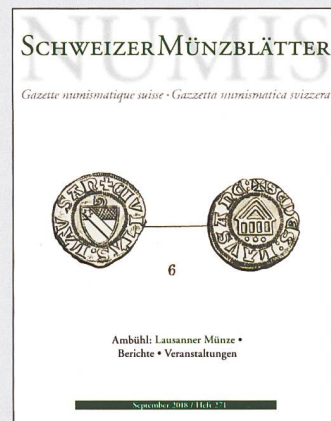 NUMIS
SCHWEIZER MÜNZBLÄTTER
Gazette numismatique suisse · Gazzetta numismatica svizzera
6
Ambühl: Lausanner Münze •
Berichte • Veranstaltungen
September 2018 / Heft 271